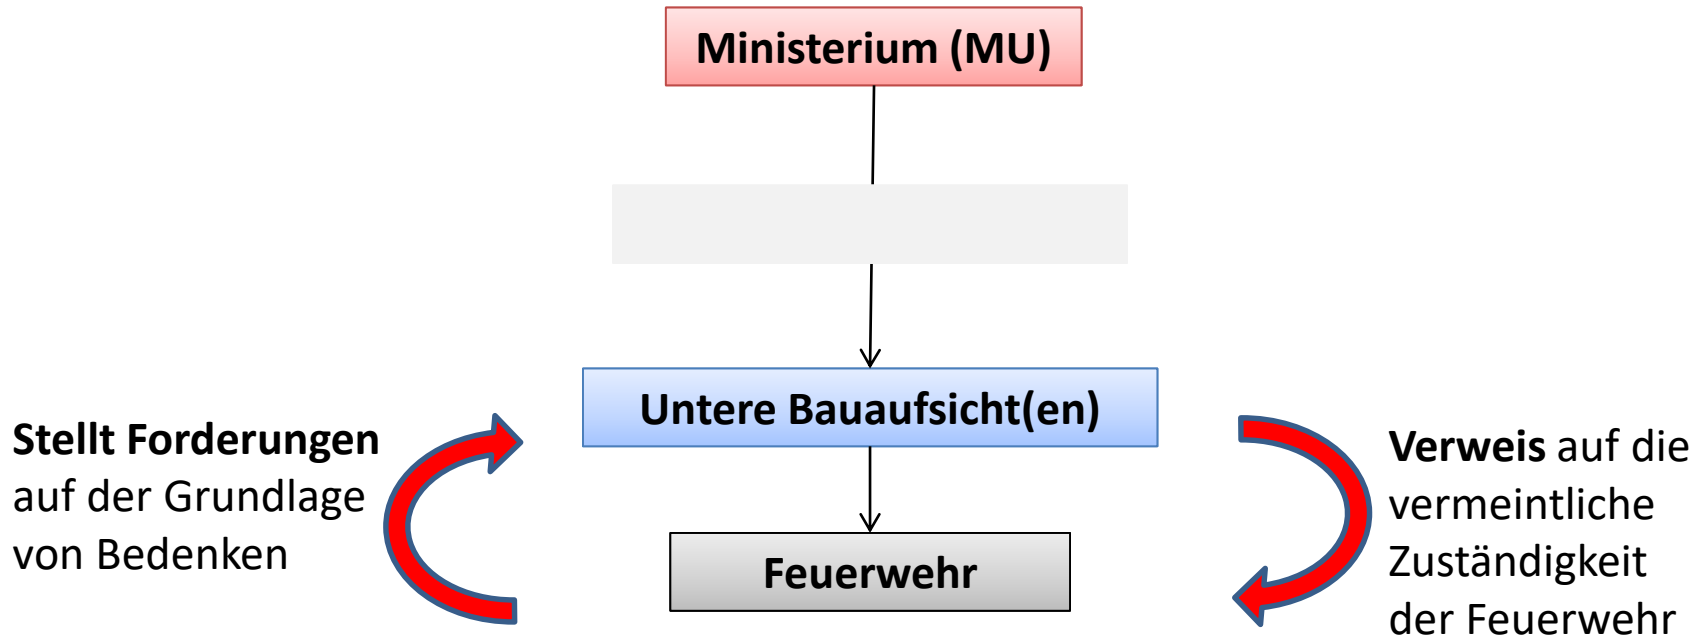 Ministerium (MU)
Untere Bauaufsicht(en)
Stellt Forderungen
auf der Grundlage
von Bedenken
Verweis auf die
vermeintliche
Zuständigkeit
der Feuerwehr
Feuerwehr